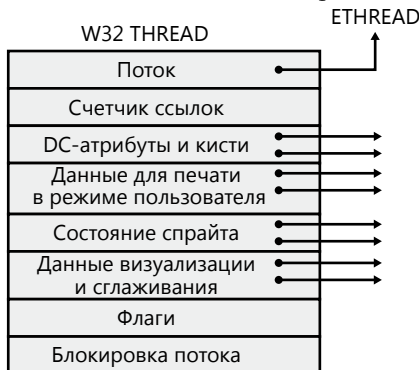 ETHREAD
W32 THREAD
Поток
Счетчик ссылок
DC-атрибуты и кисти
Данные для печати
в режиме пользователя
Состояние спрайта
Данные визуализации
и сглаживания
Флаги
Блокировка потока